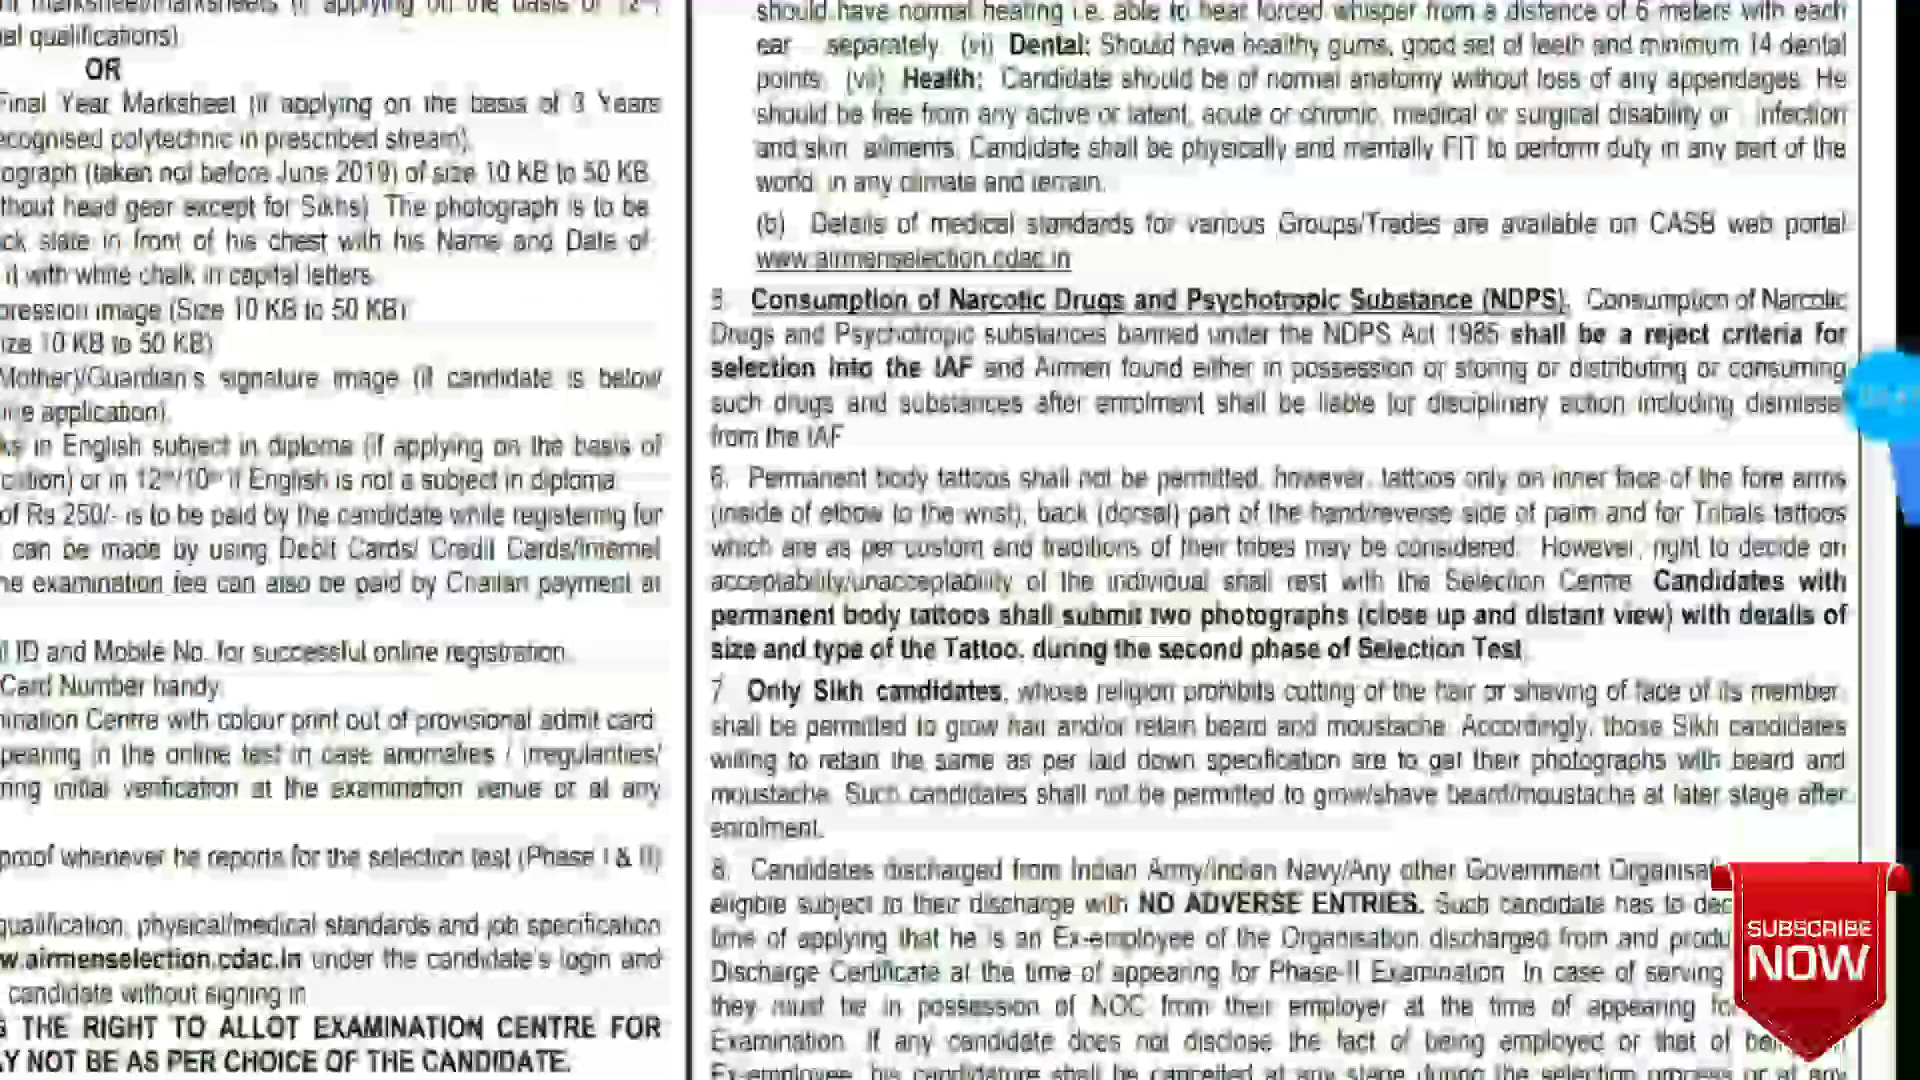 nt marksheet/marksheets (if applying on the basis of 12th
al qualifications)
OR
Final Year Marksheet (if applying on the basis of 3 Years
ecognised polytechnic in prescribed stream).
ograph (taken not before June 2019) of size 10 KB to 50 KB
thout head gear except for Sikhs) The photograph is to be
ck slate in front of his chest with his Name and Date of
it with white chalk in capital letters.
pression image (Size 10 KB to 50 KB)
ize 10 KB to 50 KB)
Mother)/Guardian's signature image (if candidate is below
ine application).
ks in English subject in diploma (if applying on the basis of
cation) or in 12th/10th if English is not a subject in diploma.
of Rs 250/- is to be paid by the candidate while registering for
can be made by using Debit Cards/ Credit Cards/Internet
he examination fee can also be paid by Challan payment at
l ID and Mobile No. for successful online registration.
Card Number handy.
mination Centre with colour print out of provisional admit card.
pearing in the online test in case anomalies / irregularities/
ring initial verification at the examination venue or at any
proof whenever he reports for the selection test (Phase I & II)
qualification, physical/medical standards and job specification
w.airmenselection.cdac.in under the candidate's login and
candidate without signing in
S THE RIGHT TO ALLOT EXAMINATION CENTRE FOR
AY NOT BE AS PER CHOICE OF THE CANDIDATE.
should have normal hearing i.e. able to hear forced whisper from a distance of 6 meters with each
ear separately. (vi) Dental: Should have healthy gums, good set of teeth and minimum 14 dental
points. (vii) Health: Candidate should be of normal anatomy without loss of any appendages. He
should be free from any active or latent, acute or chronic, medical or surgical disability or infection
and skin ailments. Candidate shall be physically and mentally FIT to perform duty in any part of the
world, in any climate and terrain.
(b) Details of medical standards for various Groups/Trades are available on CASB web portal
www.airmenselection.cdac.in
5. Consumption of Narcotic Drugs and Psychotropic Substance (NDPS). Consumption of Narcotic
Drugs and Psychotropic substances banned under the NDPS Act 1985 shall be a reject criteria for
selection into the IAF and Airmen found either in possession or storing or distributing or consuming
such drugs and substances after enrolment shall be liable for disciplinary action including dismissal
from the IAF
6. Permanent body tattoos shall not be permitted, however, tattoos only on inner face of the fore arms
(inside of elbow to the wrist), back (dorsal) part of the hand/reverse side of palm and for Tribals tattoos
which are as per custom and traditions of their tribes may be considered. However, right to decide on
acceptability/unacceptability of the individual shall rest with the Selection Centre. Candidates with
permanent body tattoos shall submit two photographs (close up and distant view) with details of
size and type of the Tattoo, during the second phase of Selection Test.
7. Only Sikh candidates, whose religion prohibits cutting of the hair or shaving of face of its member
shall be permitted to grow hair and/or retain beard and moustache. Accordingly, those Sikh candidates
willing to retain the same as per laid down specification are to get their photographs with beard and
moustache. Such candidates shall not be permitted to grow/shave beard/moustache at later stage after
enrolment.
8. Candidates discharged from Indian Army/Indian Navy/Any other Government Organisat
eligible subject to their discharge with NO ADVERSE ENTRIES. Such candidate has to dec
time of applying that he is an Ex-employee of the Organisation discharged from and produ
Discharge Certificate at the time of appearing for Phase-II Examination. In case of serving
they must be in possession of NOC from their employer at the time of appearing fo
Examination. If any candidate does not disclose the fact of being employed or that of being
Ex-employee, his candidature shall be cancelled at any stage during the selection process or at any
SUBSCRIBE
NOW